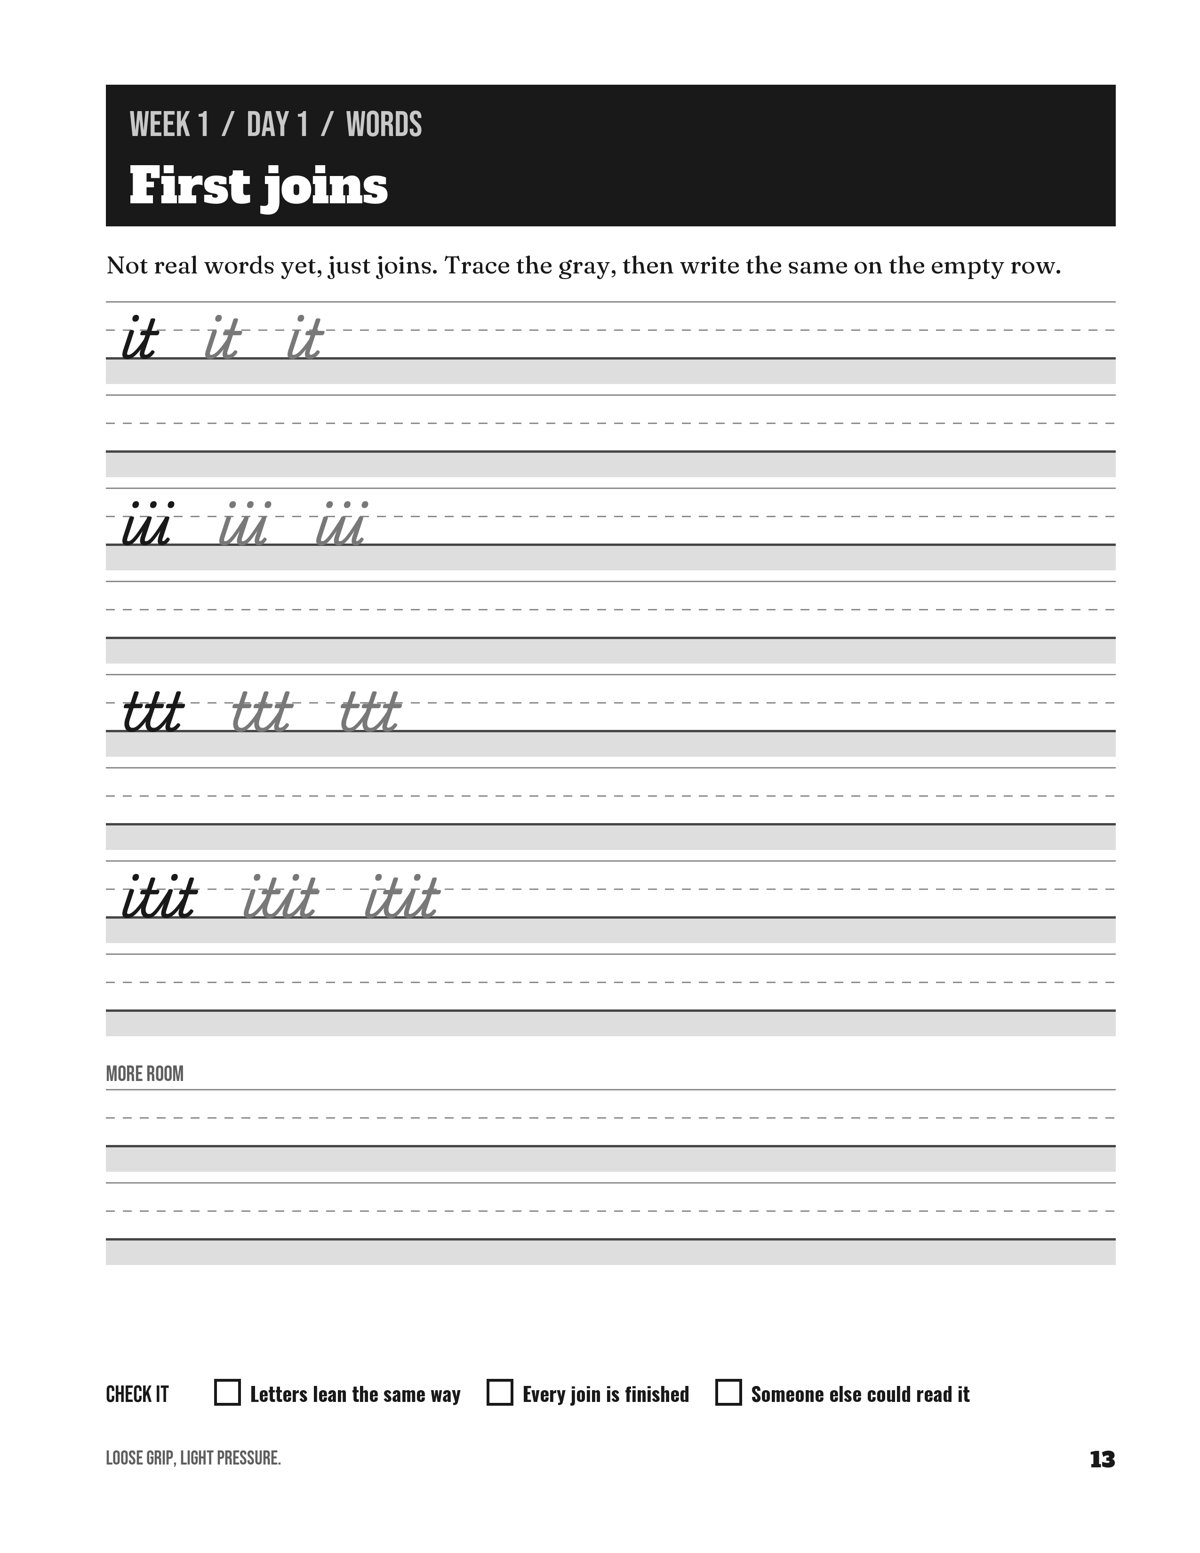 WEEK 1 / DAY 1 / WORDS
First joins
Not real words yet, just joins. Trace the gray, then write the same on the empty row.
it it it
iii iii iii
ttt ttt ttt
itit itit itit
MORE ROOM
CHECK IT Letters lean the same way Every join is finished Someone else could read it
LOOSE GRIP, LIGHT PRESSURE. 13